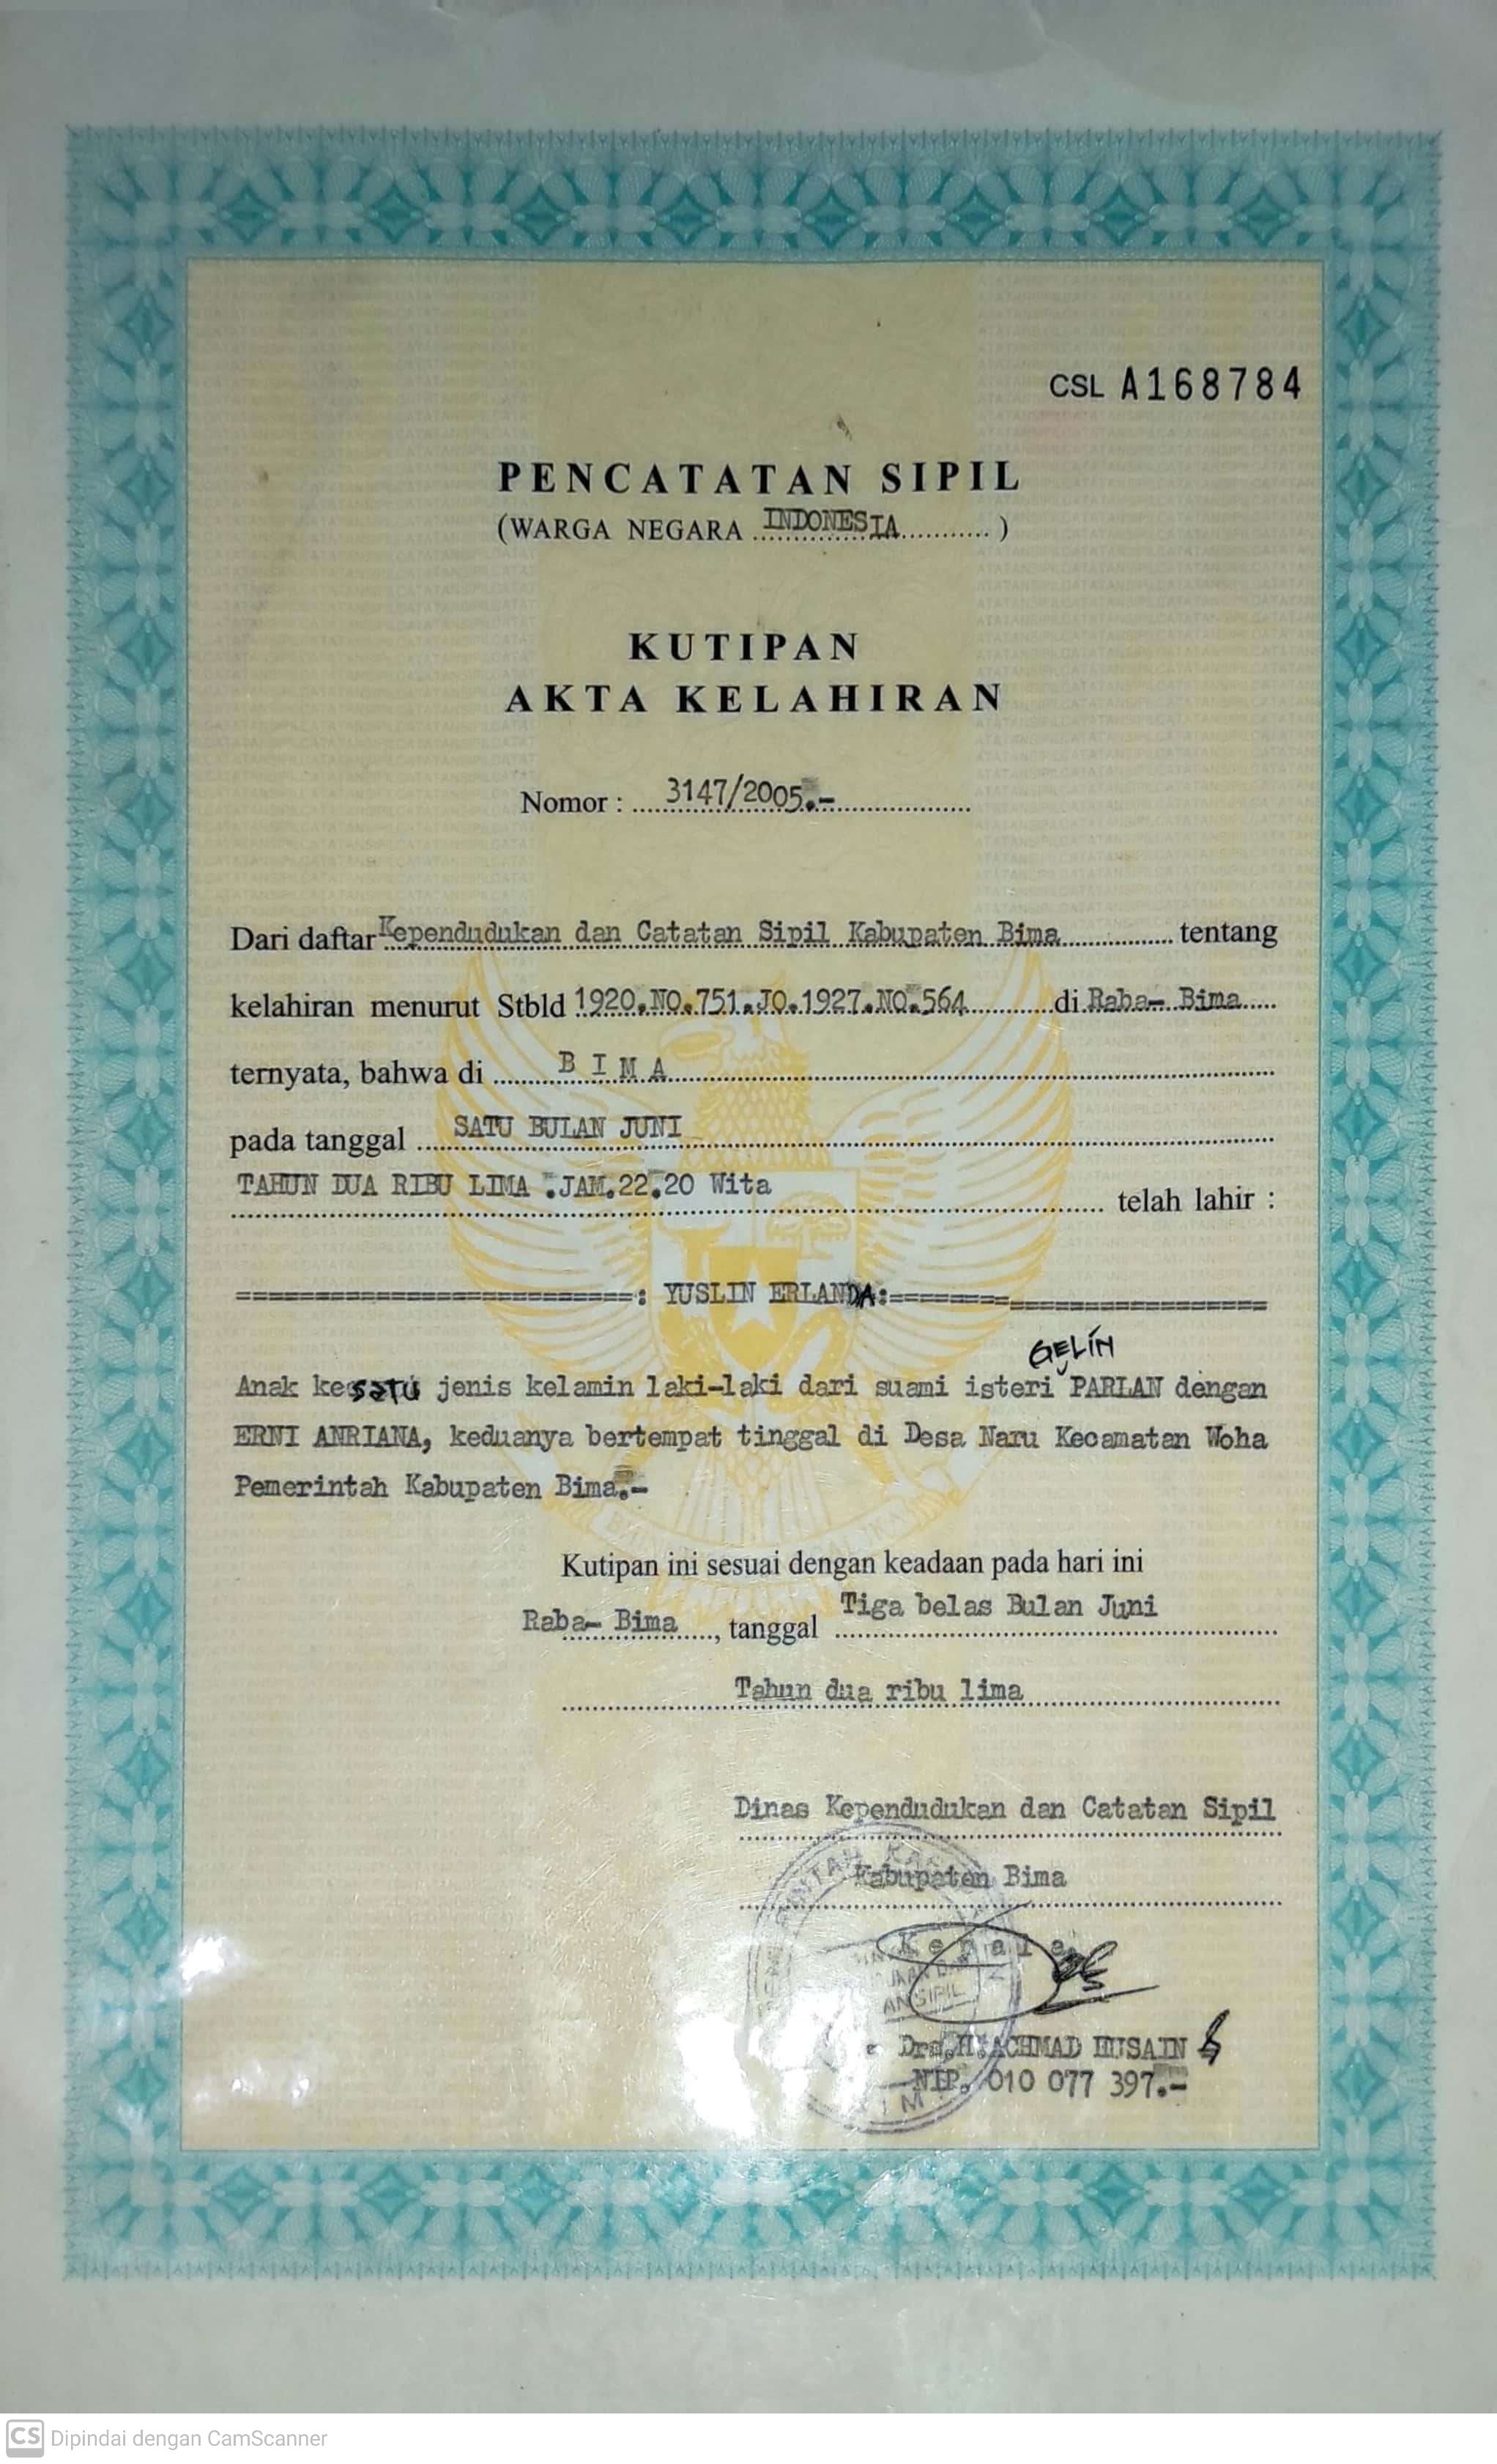 CSL A168784
PENCATATAN SIPIL
(WARGA NEGARA INDONESIA)
KUTIPAN
AKTA KELAHIRAN
Nomor : 3147/2005.-
Dari daftar Kependudukan dan Catatan Sipil Kabupaten Bima tentang
kelahiran menurut Stbld 1920.NO.751.JO.1927.NO.564 di Raba- Bima
ternyata, bahwa di B I M A
pada tanggal SATU BULAN JUNI
TAHUN DUA RIBU LIMA .JAM.22.20 Wita telah lahir :
: YUSLIN ERLANDA:
GELIN
Anak kesatu jenis kelamin laki-laki dari suami isteri PARLAN dengan
ERNI ANRIANA, keduanya bertempat tinggal di Desa Naru Kecamatan Woha
Pemerintah Kabupaten Bima.-
Kutipan ini sesuai dengan keadaan pada hari ini
Raba- Bima, tanggal Tiga belas Bulan Juni
Tahun dua ribu lima
Dinas Kependudukan dan Catatan Sipil
Kabupaten Bima
K e p a l a
AN SIPIL
Drs.H.ACHMAD HUSAIN
NIP. 010 077 397.-
CS Dipindai dengan CamScanner